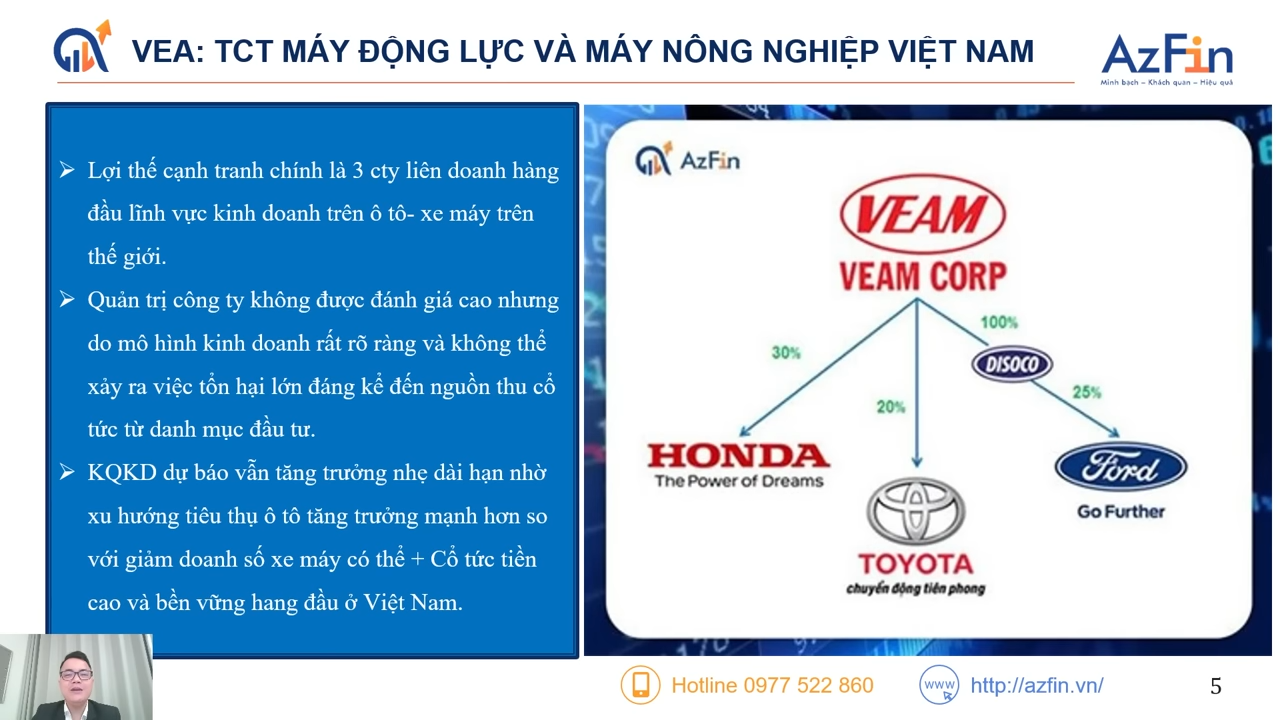 VEA: TCT MÁY ĐỘNG LỰC VÀ MÁY NÔNG NGHIỆP VIỆT NAM
AzFin
Minh bạch – Khách quan – Hiệu quả
Lợi thế cạnh tranh chính là 3 cty liên doanh hàng
đầu lĩnh vực kinh doanh trên ô tô- xe máy trên
thế giới.
Quản trị công ty không được đánh giá cao nhưng
do mô hình kinh doanh rất rõ ràng và không thể
xảy ra việc tổn hại lớn đáng kể đến nguồn thu cổ
tức từ danh mục đầu tư.
KQKD dự báo vẫn tăng trưởng nhẹ dài hạn nhờ
xu hướng tiêu thụ ô tô tăng trưởng mạnh hơn so
với giảm doanh số xe máy có thể + Cổ tức tiền
cao và bền vững hang đầu ở Việt Nam.
AzFin
VEAM
VEAM CORP
100%
30%
DISOCO
20%
25%
HONDA
The Power of Dreams
Ford
Go Further
TOYOTA
chuyển động tiên phong
Hotline 0977 522 860
www
http://azfin.vn/
5